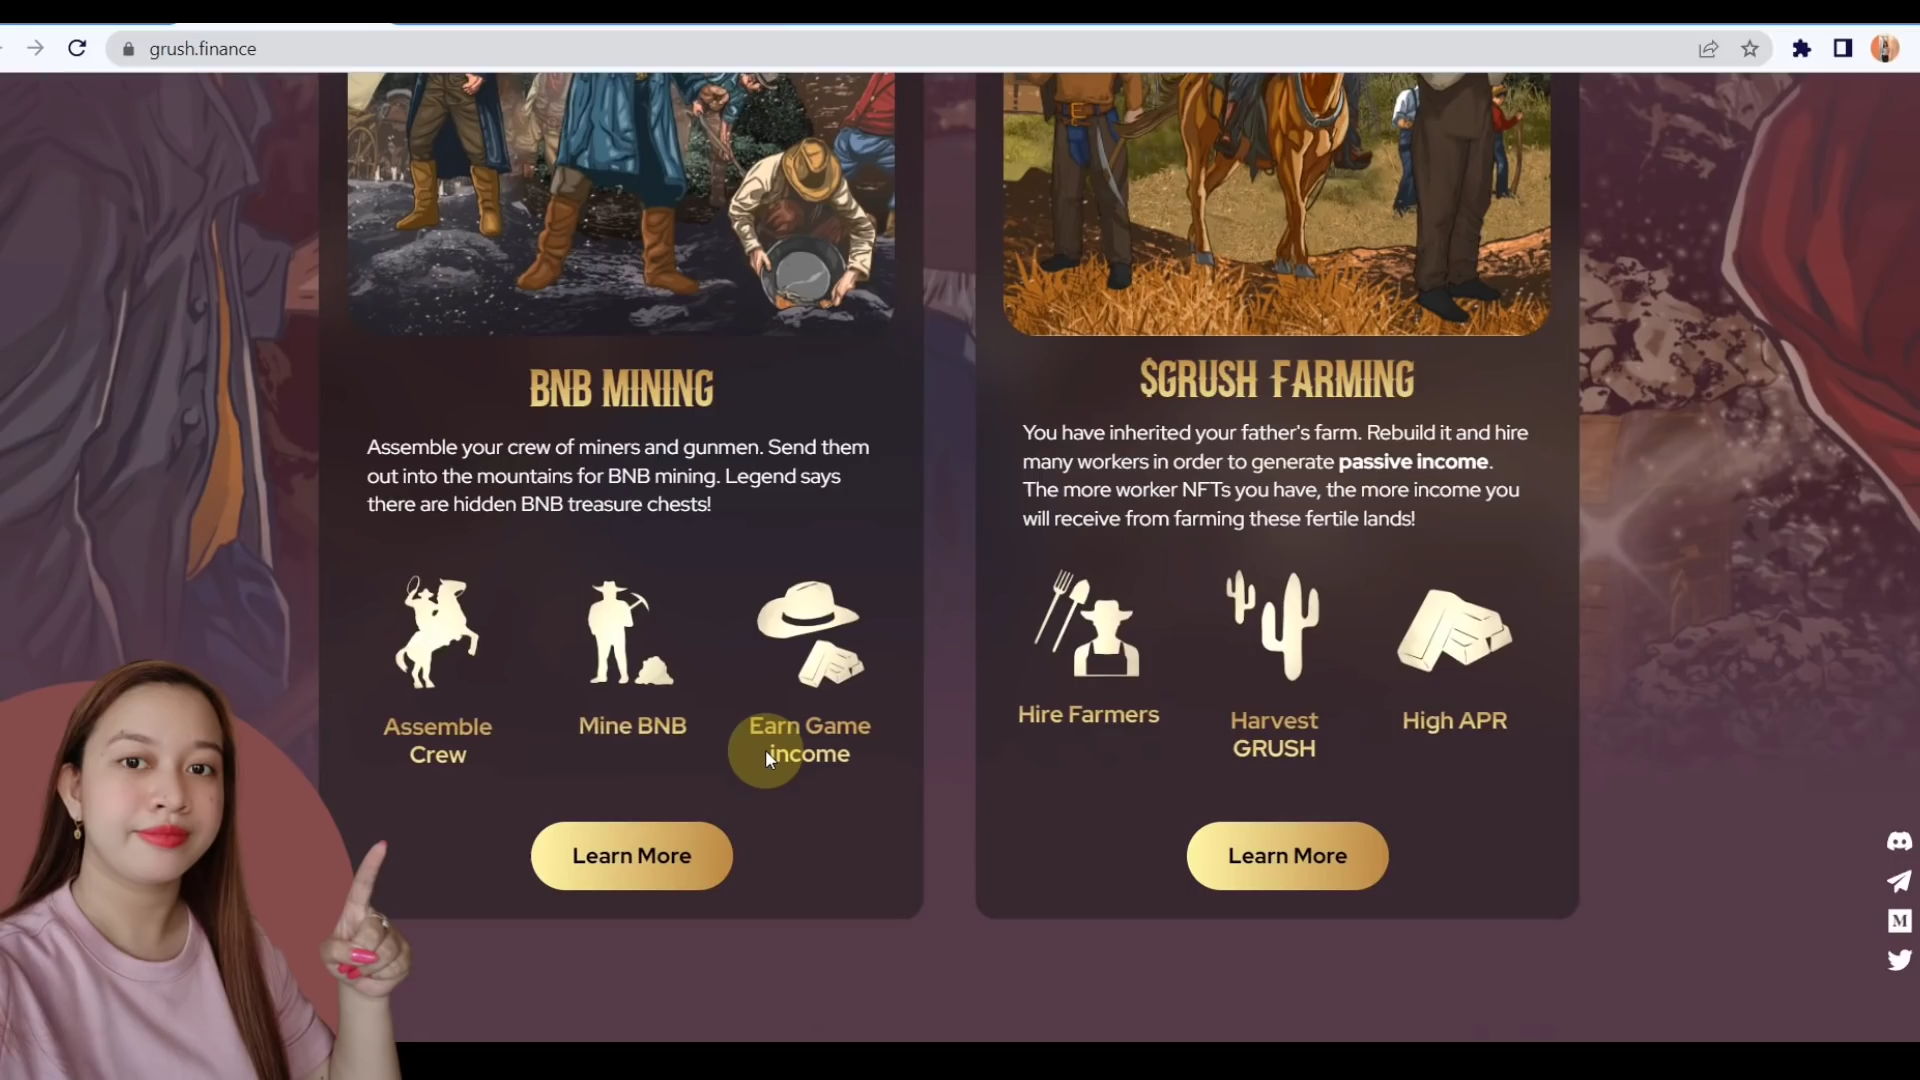 grush.finance
BNB MINING
Assemble your crew of miners and gunmen. Send them
out into the mountains for BNB mining. Legend says
there are hidden BNB treasure chests!
Assemble
Crew
Mine BNB
Earn Game
income
Learn More
$GRUSH FARMING
You have inherited your father's farm. Rebuild it and hire
many workers in order to generate passive income.
The more worker NFTs you have, the more income you
will receive from farming these fertile lands!
Hire Farmers
Harvest
GRUSH
High APR
Learn More
M